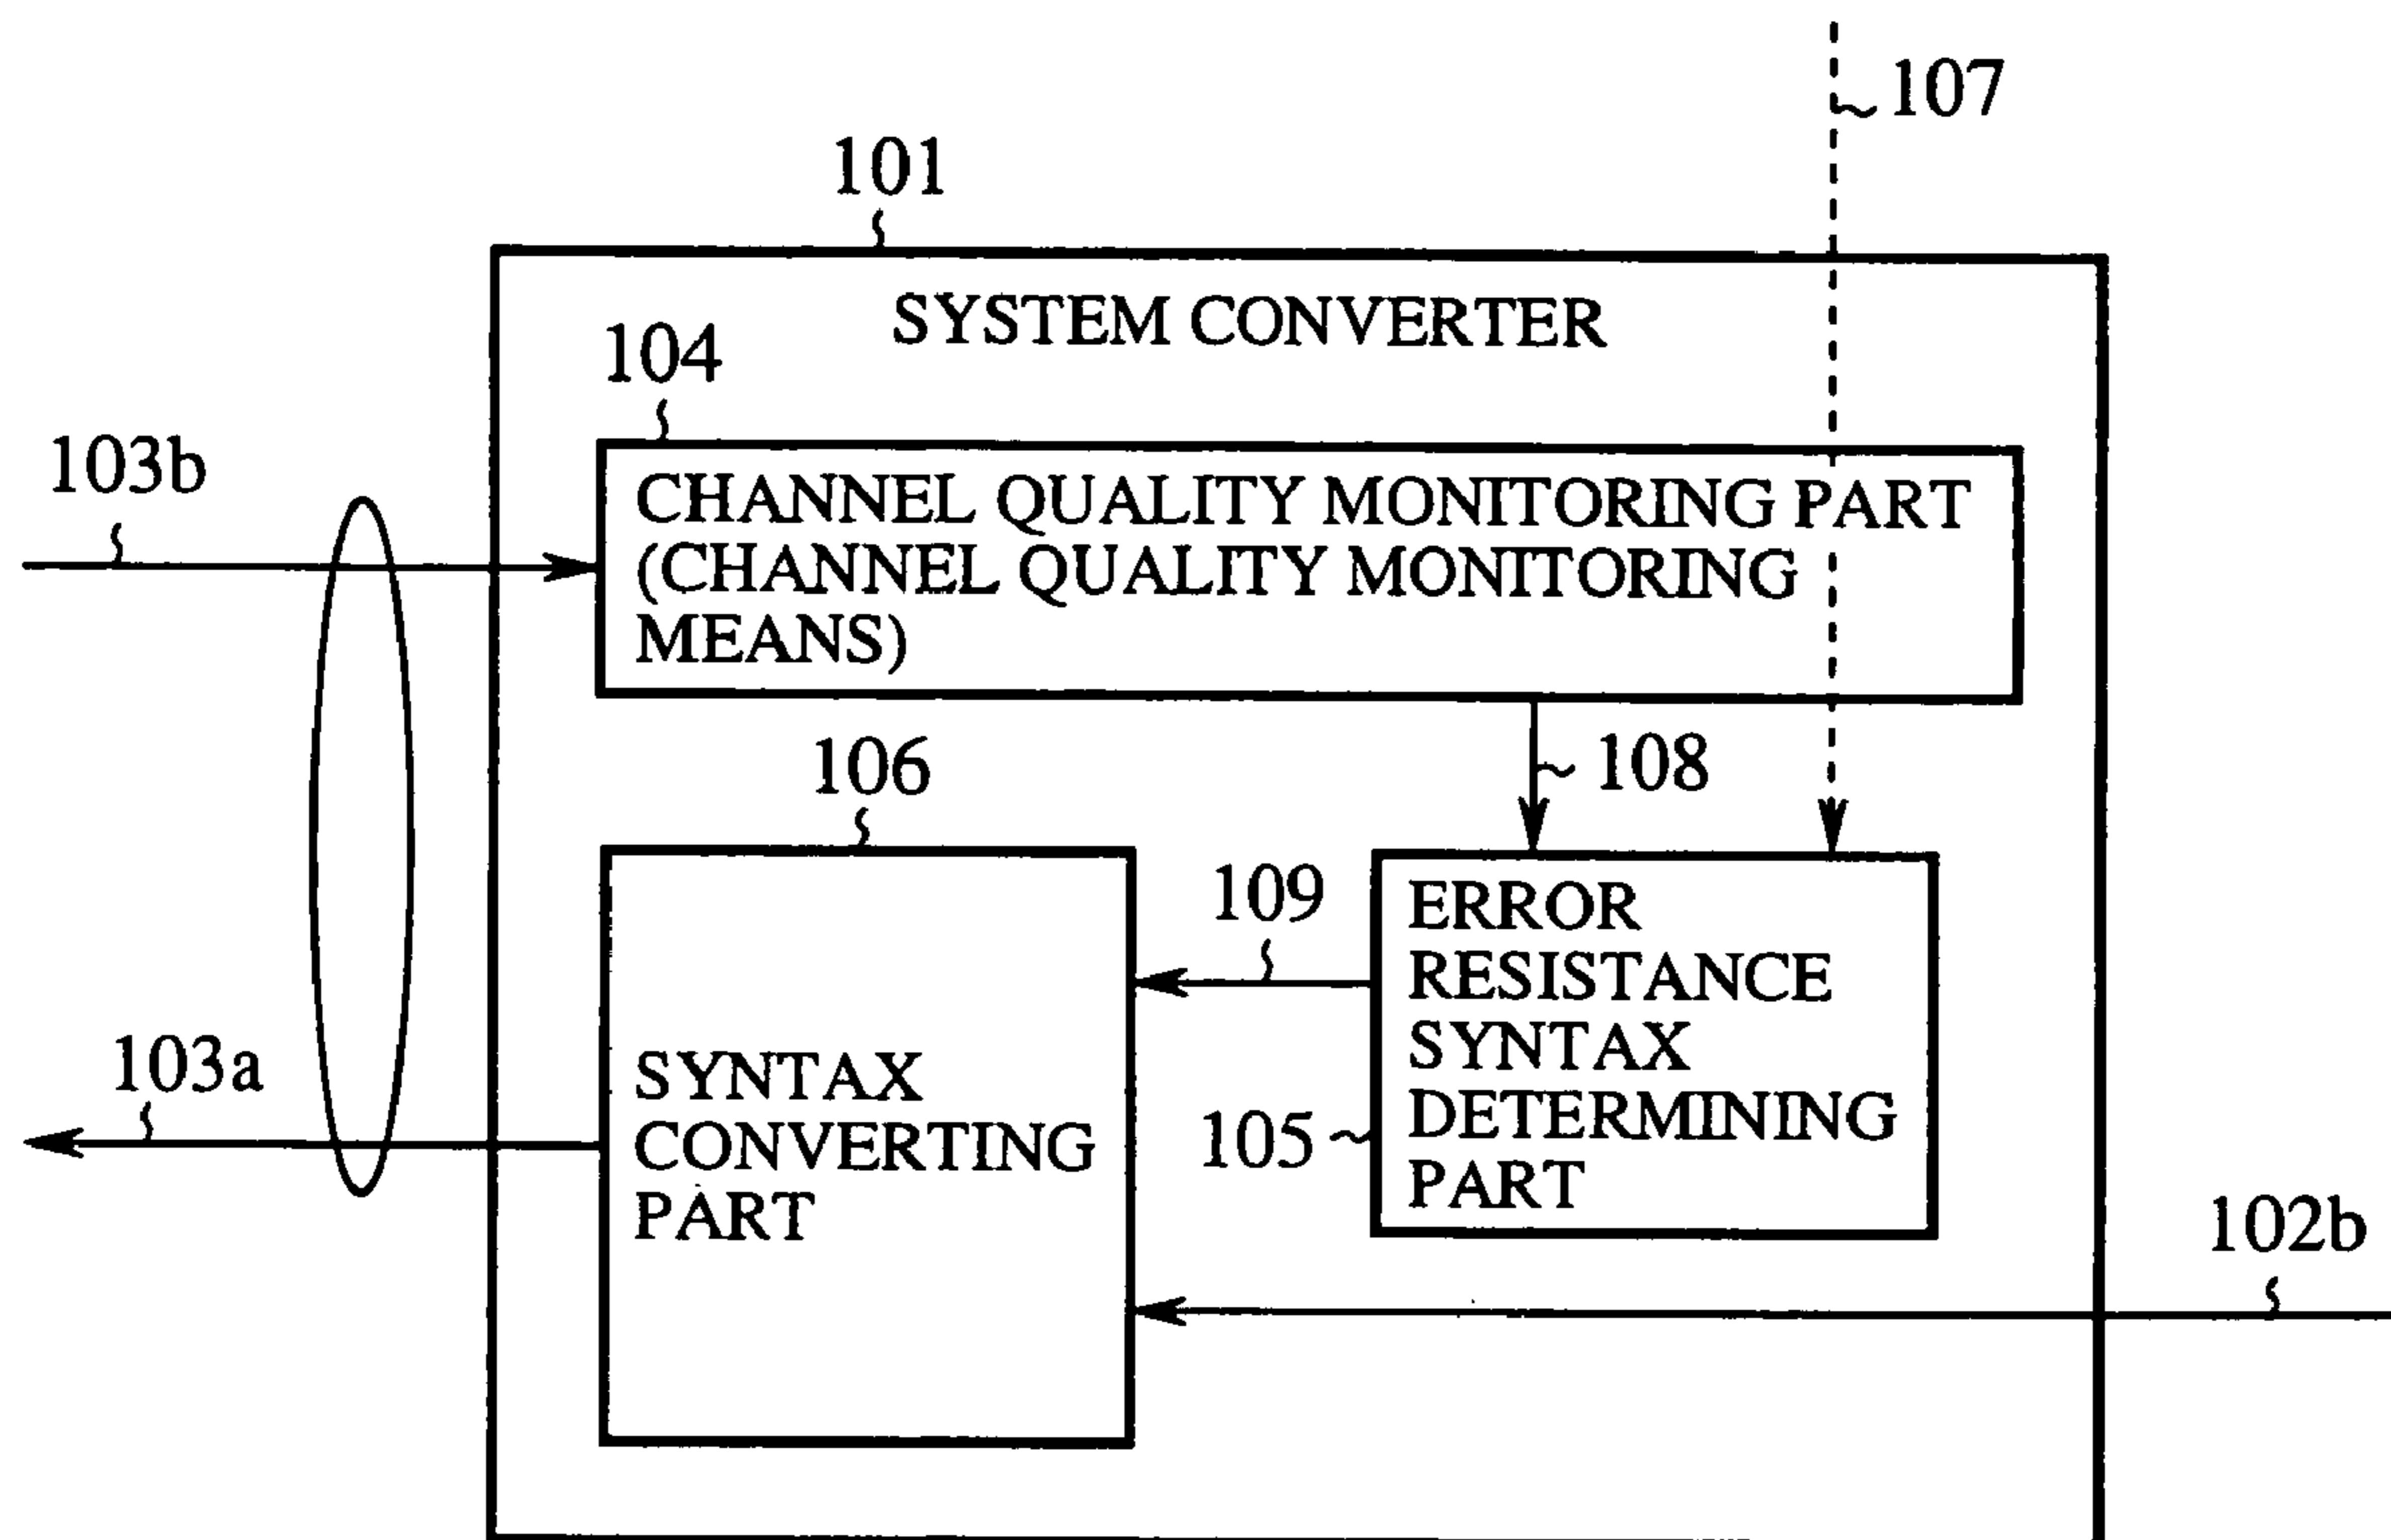 107
101
SYSTEM CONVERTER
104
103b
CHANNEL QUALITY MONITORING PART
(CHANNEL QUALITY MONITORING
MEANS)
108
106
109
ERROR
RESISTANCE
SYNTAX
DETERMINING
PART
105
103a
SYNTAX
CONVERTING
PART
102b